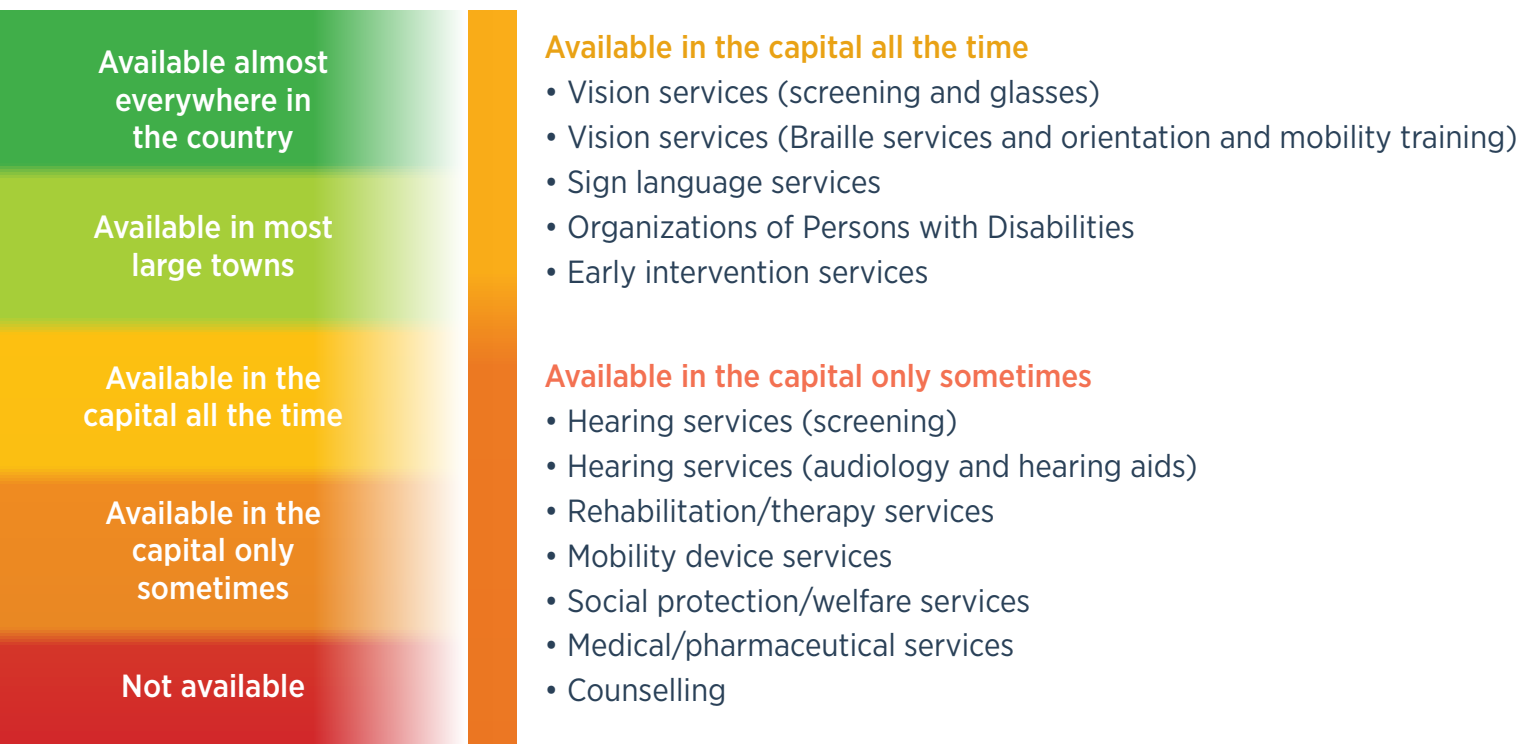 Available almost
everywhere in
the country
Available in most
large towns
Available in the
capital all the time
Available in the
capital only
sometimes
Not available
Available in the capital all the time
• Vision services (screening and glasses)
• Vision services (Braille services and orientation and mobility training)
• Sign language services
• Organizations of Persons with Disabilities
• Early intervention services
Available in the capital only sometimes
• Hearing services (screening)
• Hearing services (audiology and hearing aids)
• Rehabilitation/therapy services
• Mobility device services
• Social protection/welfare services
• Medical/pharmaceutical services
• Counselling